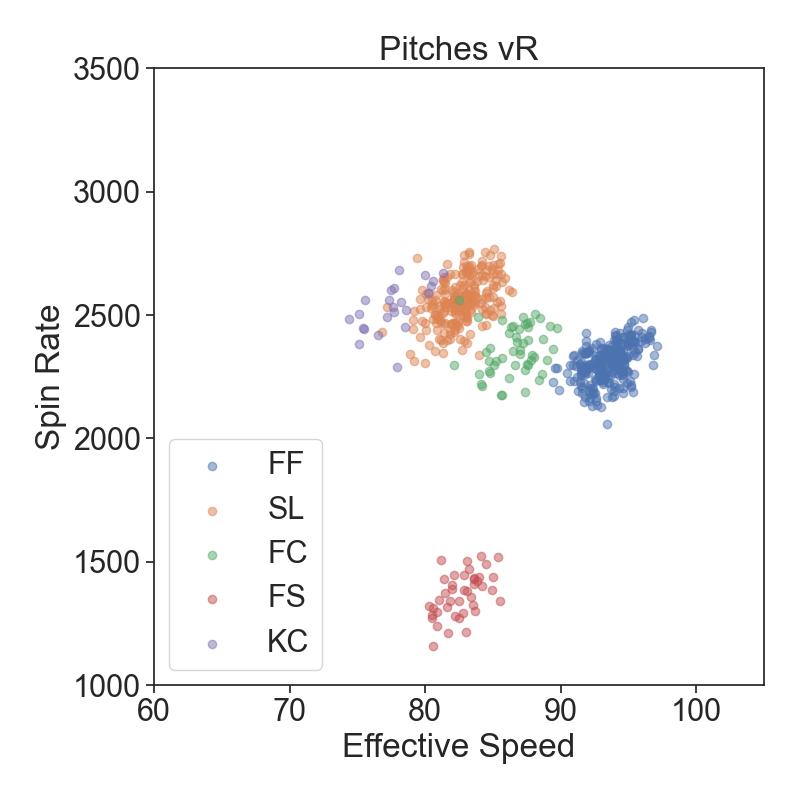 Pitches vR
3500
3000
2500
2000
1500
1000
Spin Rate
FF
SL
FC
FS
KC
60 70 80 90 100
Effective Speed